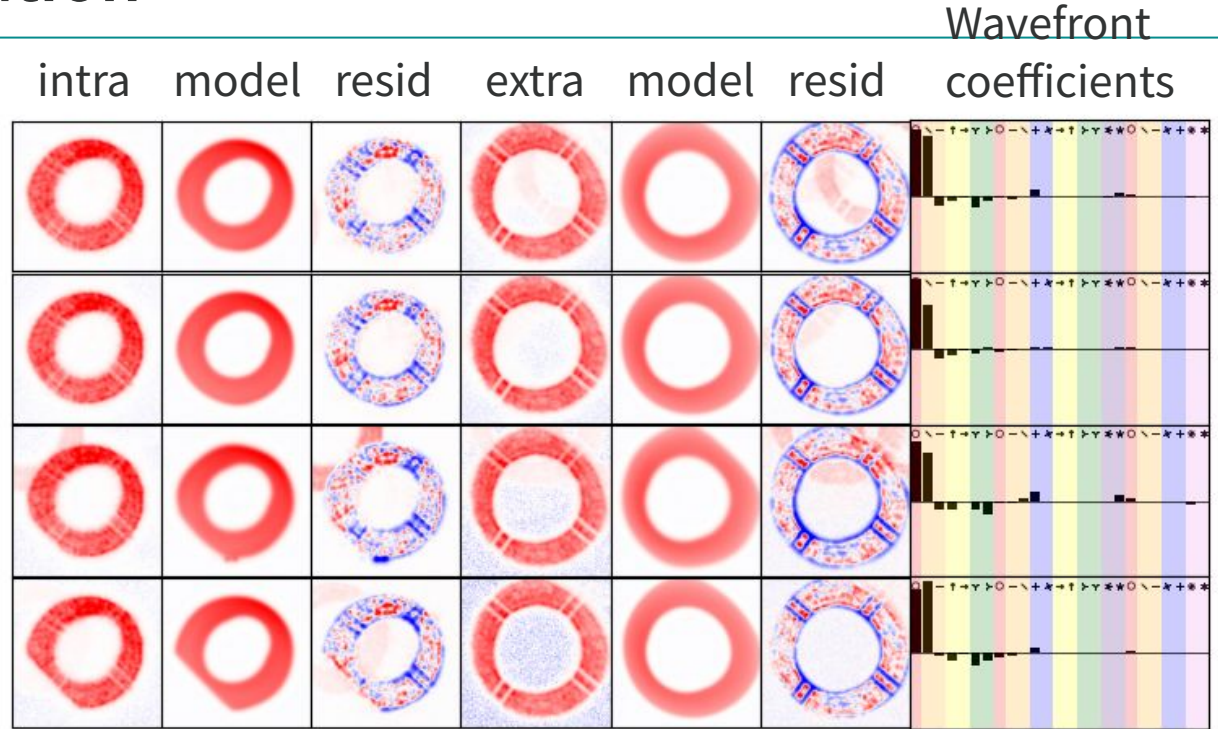 Wavefront
intra model resid extra model resid coefficients